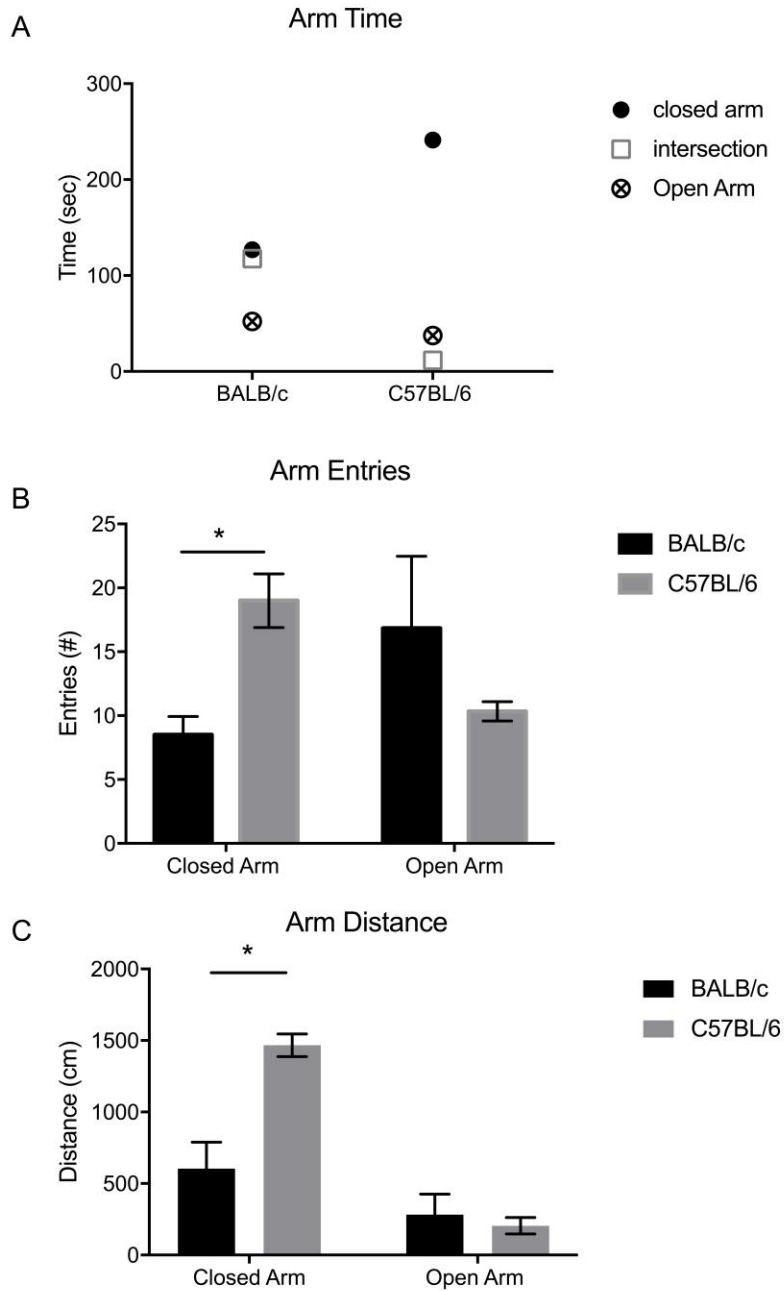 A
Arm Time
300
200
100
0
Time (sec)
BALB/c
C57BL/6
closed arm
intersection
Open Arm
B
Arm Entries
25
20
15
10
5
0
Entries (#)
*
Closed Arm
Open Arm
BALB/c
C57BL/6
C
Arm Distance
2000
1500
1000
500
0
Distance (cm)
*
Closed Arm
Open Arm
BALB/c
C57BL/6